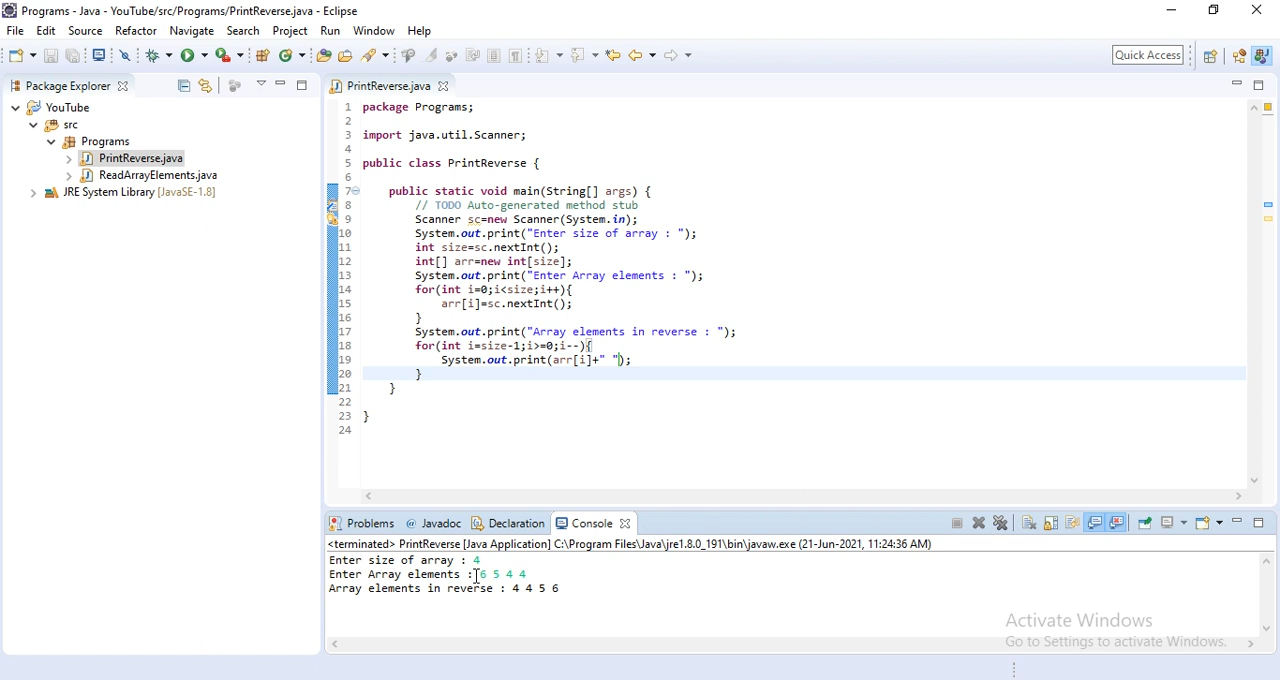 Programs - Java - YouTube/src/Programs/PrintReverse.java - Eclipse
File Edit Source Refactor Navigate Search Project Run Window Help
Quick Access
Package Explorer
YouTube
src
Programs
PrintReverse.java
ReadArrayElements.java
JRE System Library [JavaSE-1.8]
PrintReverse.java
1 package Programs;
2
3 import java.util.Scanner;
4
5 public class PrintReverse {
6
7 public static void main(String[] args) {
8 // TODO Auto-generated method stub
9 Scanner sc=new Scanner(System.in);
10 System.out.print("Enter size of array : ");
11 int size=sc.nextInt();
12 int[] arr=new int[size];
13 System.out.print("Enter Array elements : ");
14 for(int i=0;i<size;i++){
15 arr[i]=sc.nextInt();
16 }
17 System.out.print("Array elements in reverse : ");
18 for(int i=size-1;i>=0;i--){
19 System.out.print(arr[i]+" ");
20 }
21 }
22
23 }
24
Problems @ Javadoc Declaration Console
<terminated> PrintReverse [Java Application] C:\Program Files\Java\jre1.8.0_191\bin\javaw.exe (21-Jun-2021, 11:24:36 AM)
Enter size of array : 4
Enter Array elements : 6 5 4 4
Array elements in reverse : 4 4 5 6
Activate Windows
Go to Settings to activate Windows.